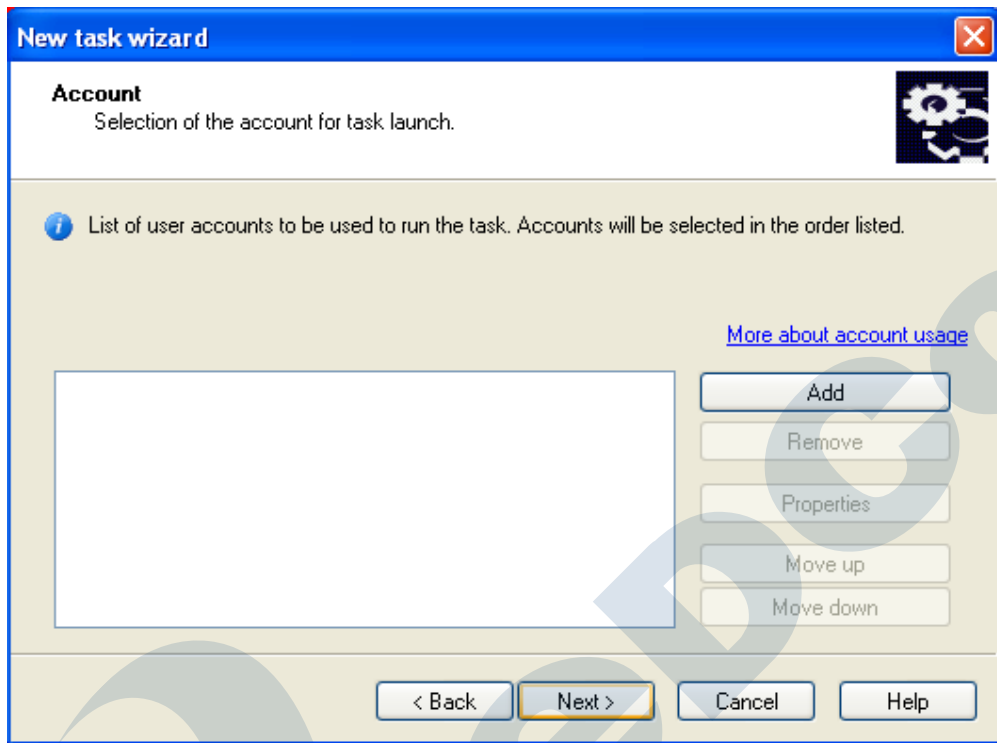 New task wizard
Account
Selection of the account for task launch.
List of user accounts to be used to run the task. Accounts will be selected in the order listed.
More about account usage
Add
Remove
Properties
Move up
Move down
< Back
Next >
Cancel
Help